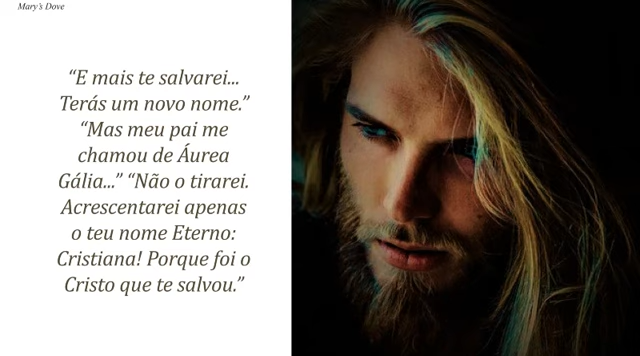 Mary's Dove
“E mais te salvarei...
Terás um novo nome.”
“Mas meu pai me
chamou de Áurea
Gália...” “Não o tirarei.
Acrescentarei apenas
o teu nome Eterno:
Cristiana! Porque foi o
Cristo que te salvou.”